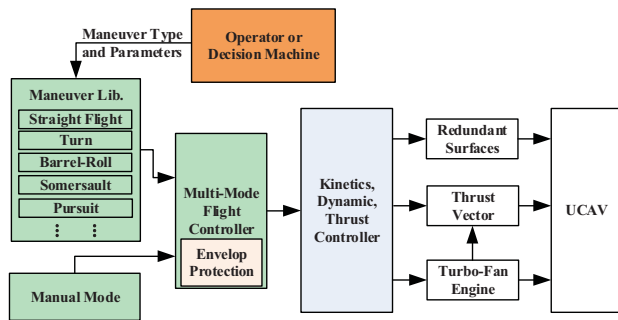 Maneuver Type
and Parameters
Operator or
Decision Machine
Maneuver Lib.
Straight Flight
Turn
Barrel-Roll
Somersault
Pursuit
Manual Mode
Multi-Mode
Flight
Controller
Envelop
Protection
Kinetics,
Dynamic,
Thrust
Controller
Redundant
Surfaces
Thrust
Vector
Turbo-Fan
Engine
UCAV